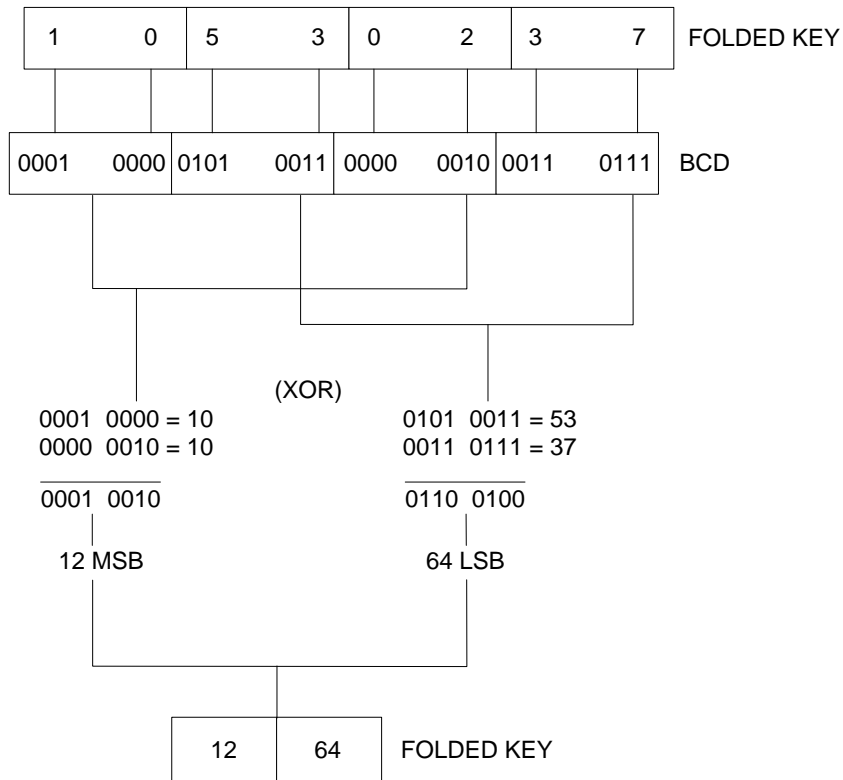 1 0 5 3 0 2 3 7 FOLDED KEY
0001 0000 0101 0011 0000 0010 0011 0111 BCD
(XOR)
0001 0000 = 10
0000 0010 = 10
0001 0010
12 MSB
0101 0011 = 53
0011 0111 = 37
0110 0100
64 LSB
12 64 FOLDED KEY